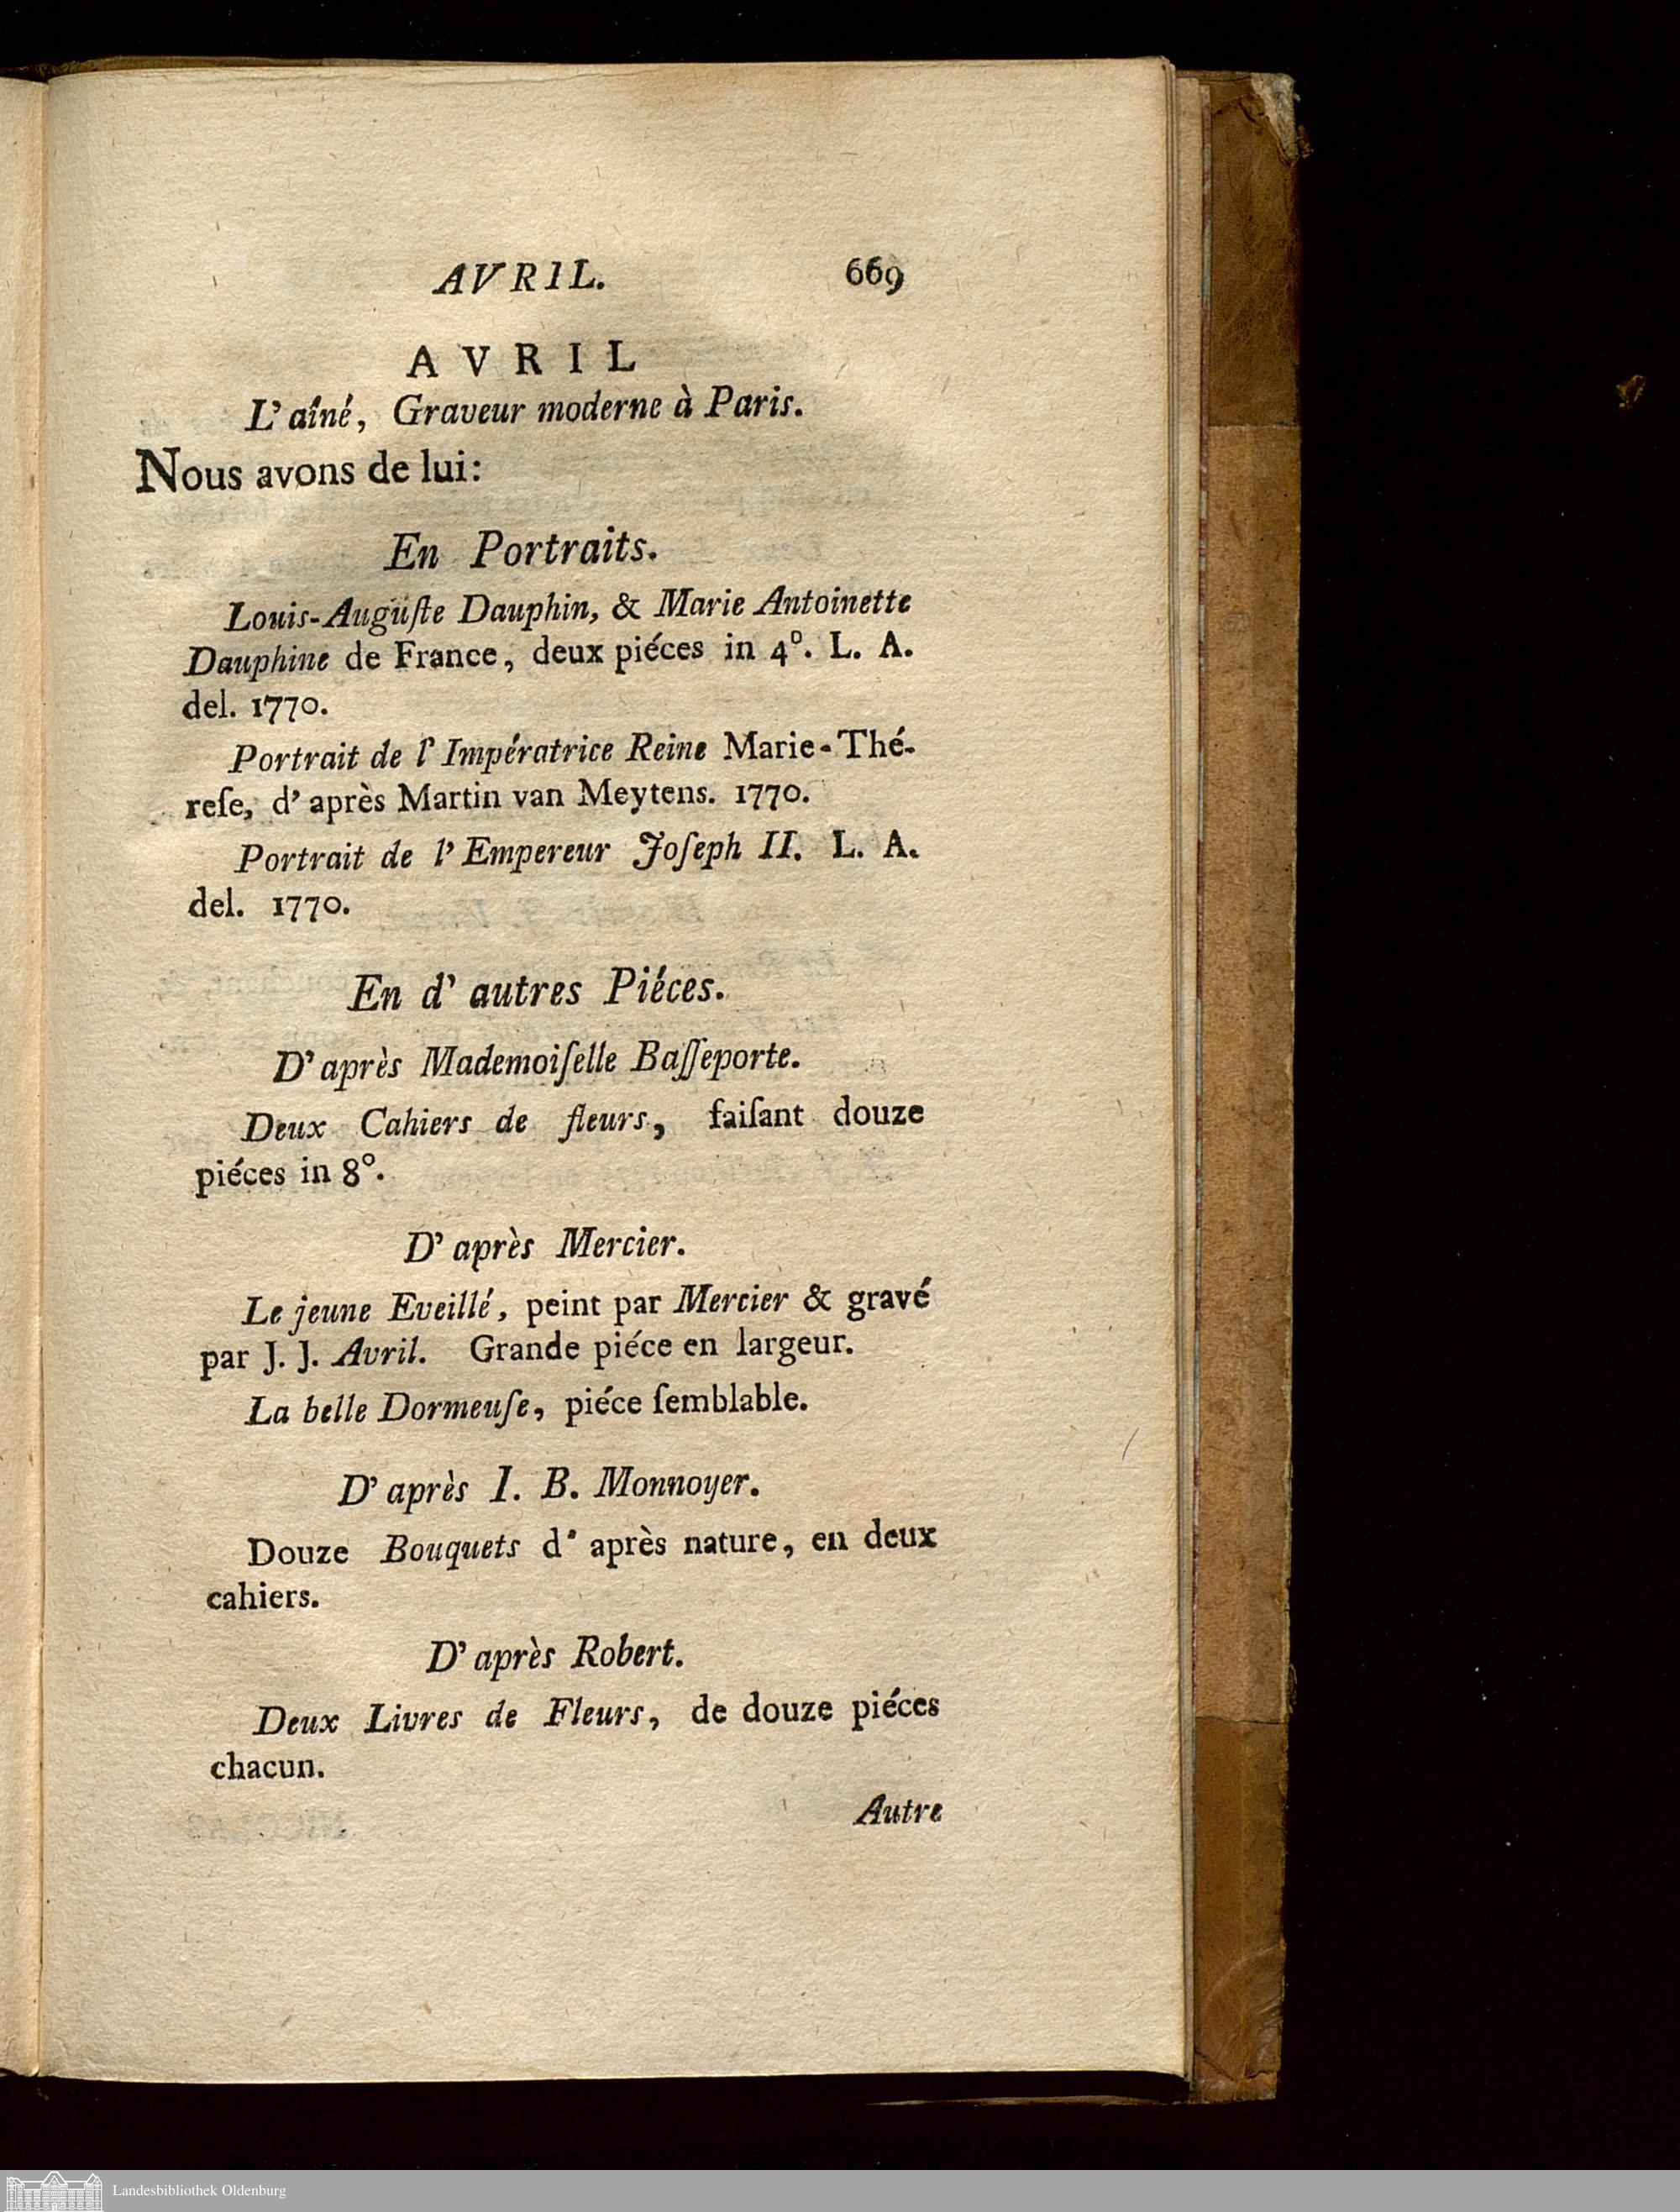 AVRIL. 669
AVRIL
L' aîné, Graveur moderne à Paris.
Nous avons de lui:
En Portraits.
Louis-Auguſte Dauphin, & Marie Antoinette
Dauphine de France, deux piéces in 4°. L. A.
del. 1770.
Portrait de l' Impératrice Reine Marie-Thé-
reſe, d' après Martin van Meytens. 1770.
Portrait de l' Empereur Joſeph II. L. A.
del. 1770.
En d' autres Piéces.
D' après Mademoiſelle Baſſeporte.
Deux Cahiers de fleurs, faiſant douze
piéces in 8°.
D' après Mercier.
Le jeune Eveillé, peint par Mercier & gravé
par J. J. Avril. Grande piéce en largeur.
La belle Dormeuſe, piéce ſemblable.
D' après I. B. Monnoyer.
Douze Bouquets d' après nature, en deux
cahiers.
D' après Robert.
Deux Livres de Fleurs, de douze piéces
chacun.
Autre
Landesbibliothek Oldenburg